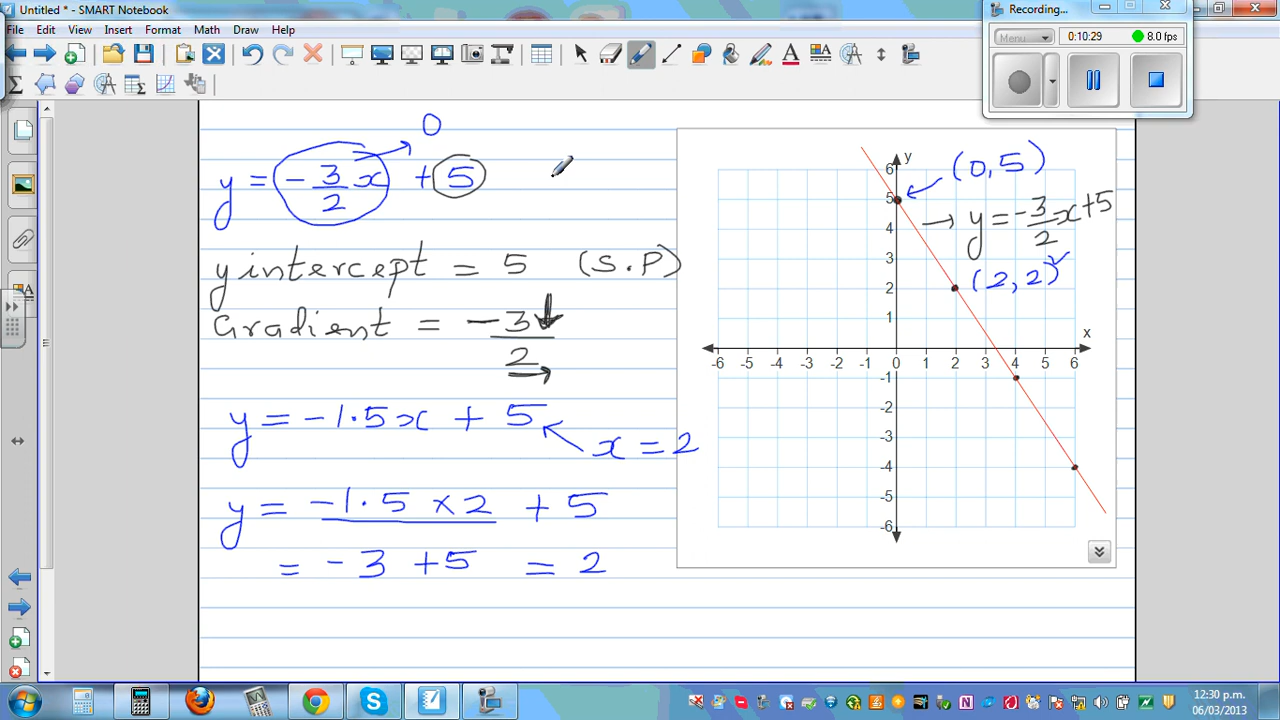 Untitled * - SMART Notebook
File Edit View Insert Format Math Draw Help
Recording...
Menu 0:10:29 8.0 fps
0
y = -3/2 x + 5
y intercept = 5 (S.P)
Gradient = -3/2
y = -1.5x + 5
x = 2
y = -1.5 × 2 + 5
= -3 + 5 = 2
y
(0,5)
y = -3/2 x + 5
(2,2)
x
6
5
4
3
2
1
-6 -5 -4 -3 -2 -1 0 1 2 3 4 5 6
-1
-2
-3
-4
-5
-6
12:30 p.m.
06/03/2013